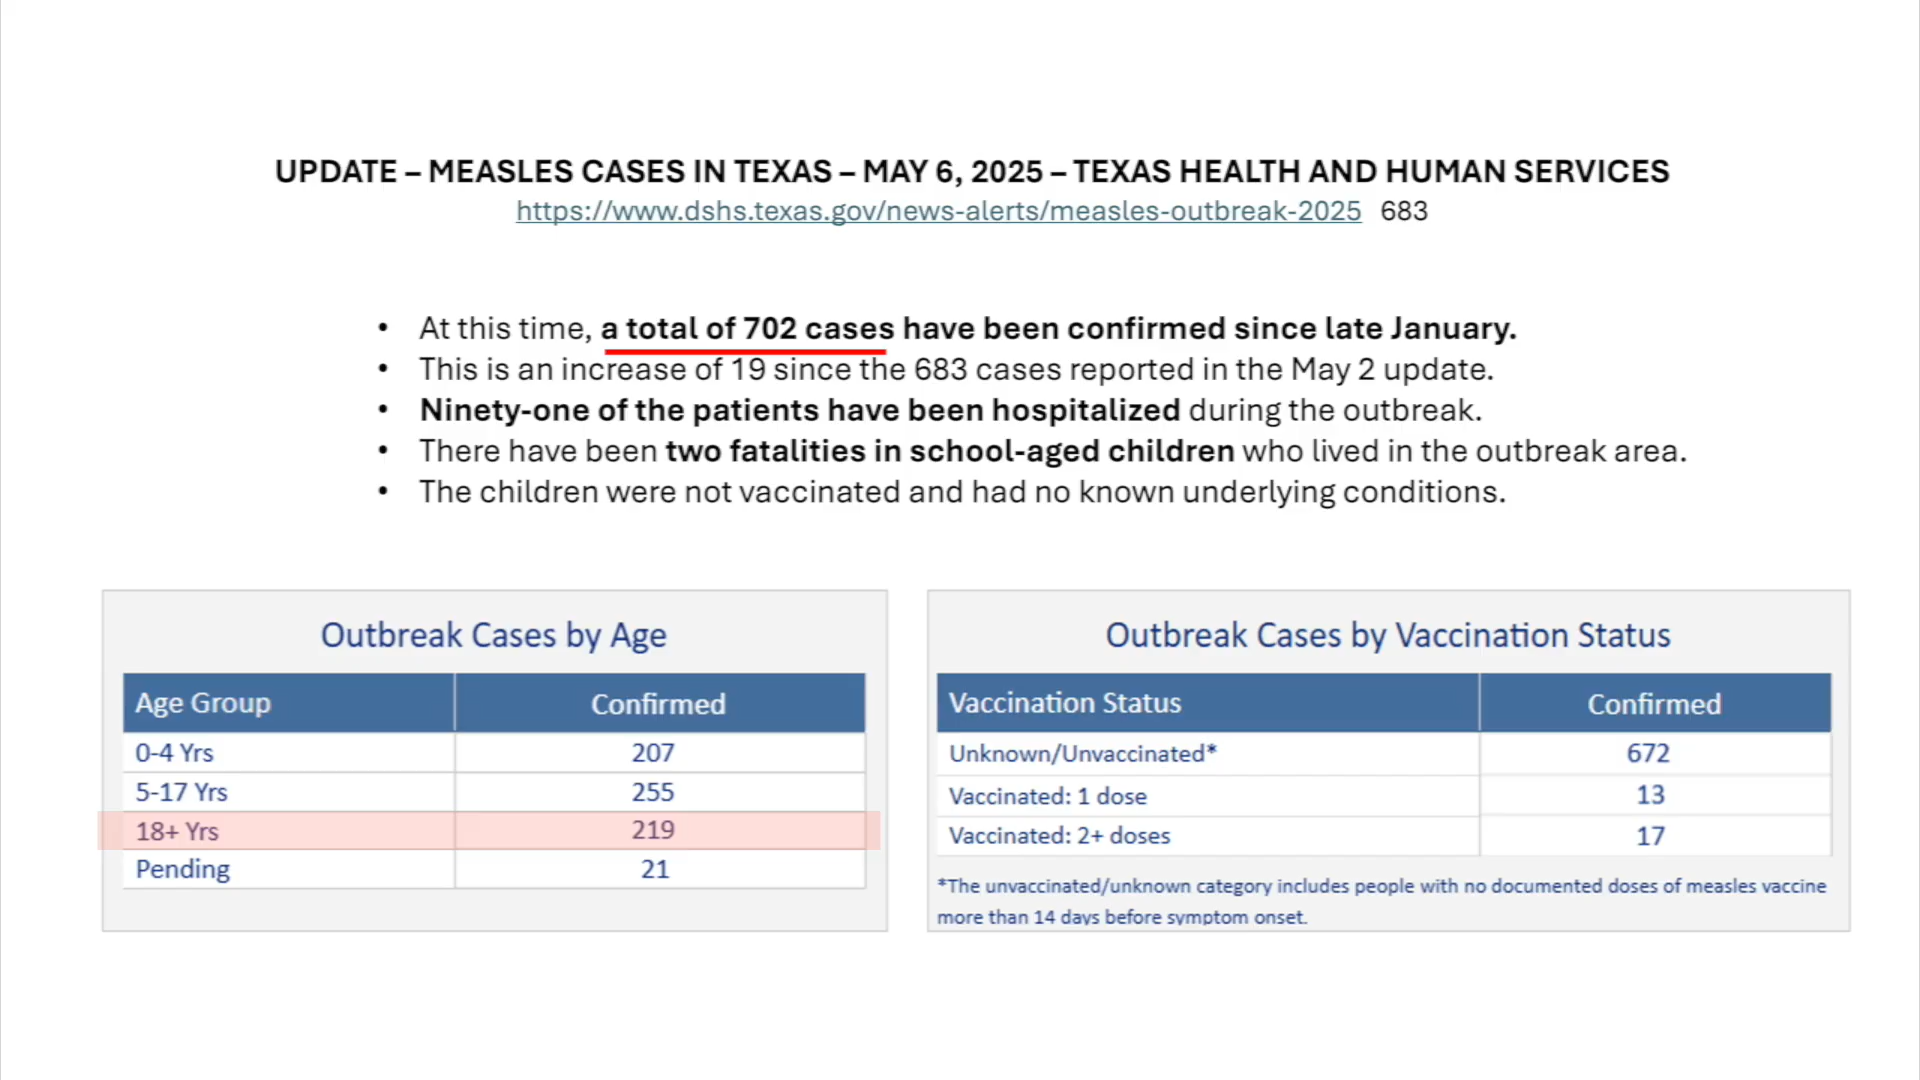 UPDATE – MEASLES CASES IN TEXAS – MAY 6, 2025 – TEXAS HEALTH AND HUMAN SERVICES
https://www.dshs.texas.gov/news-alerts/measles-outbreak-2025 683
• At this time, a total of 702 cases have been confirmed since late January.
• This is an increase of 19 since the 683 cases reported in the May 2 update.
• Ninety-one of the patients have been hospitalized during the outbreak.
• There have been two fatalities in school-aged children who lived in the outbreak area.
• The children were not vaccinated and had no known underlying conditions.
Outbreak Cases by Age
Age Group Confirmed
0-4 Yrs 207
5-17 Yrs 255
18+ Yrs 219
Pending 21
Outbreak Cases by Vaccination Status
Vaccination Status Confirmed
Unknown/Unvaccinated* 672
Vaccinated: 1 dose 13
Vaccinated: 2+ doses 17
*The unvaccinated/unknown category includes people with no documented doses of measles vaccine
more than 14 days before symptom onset.